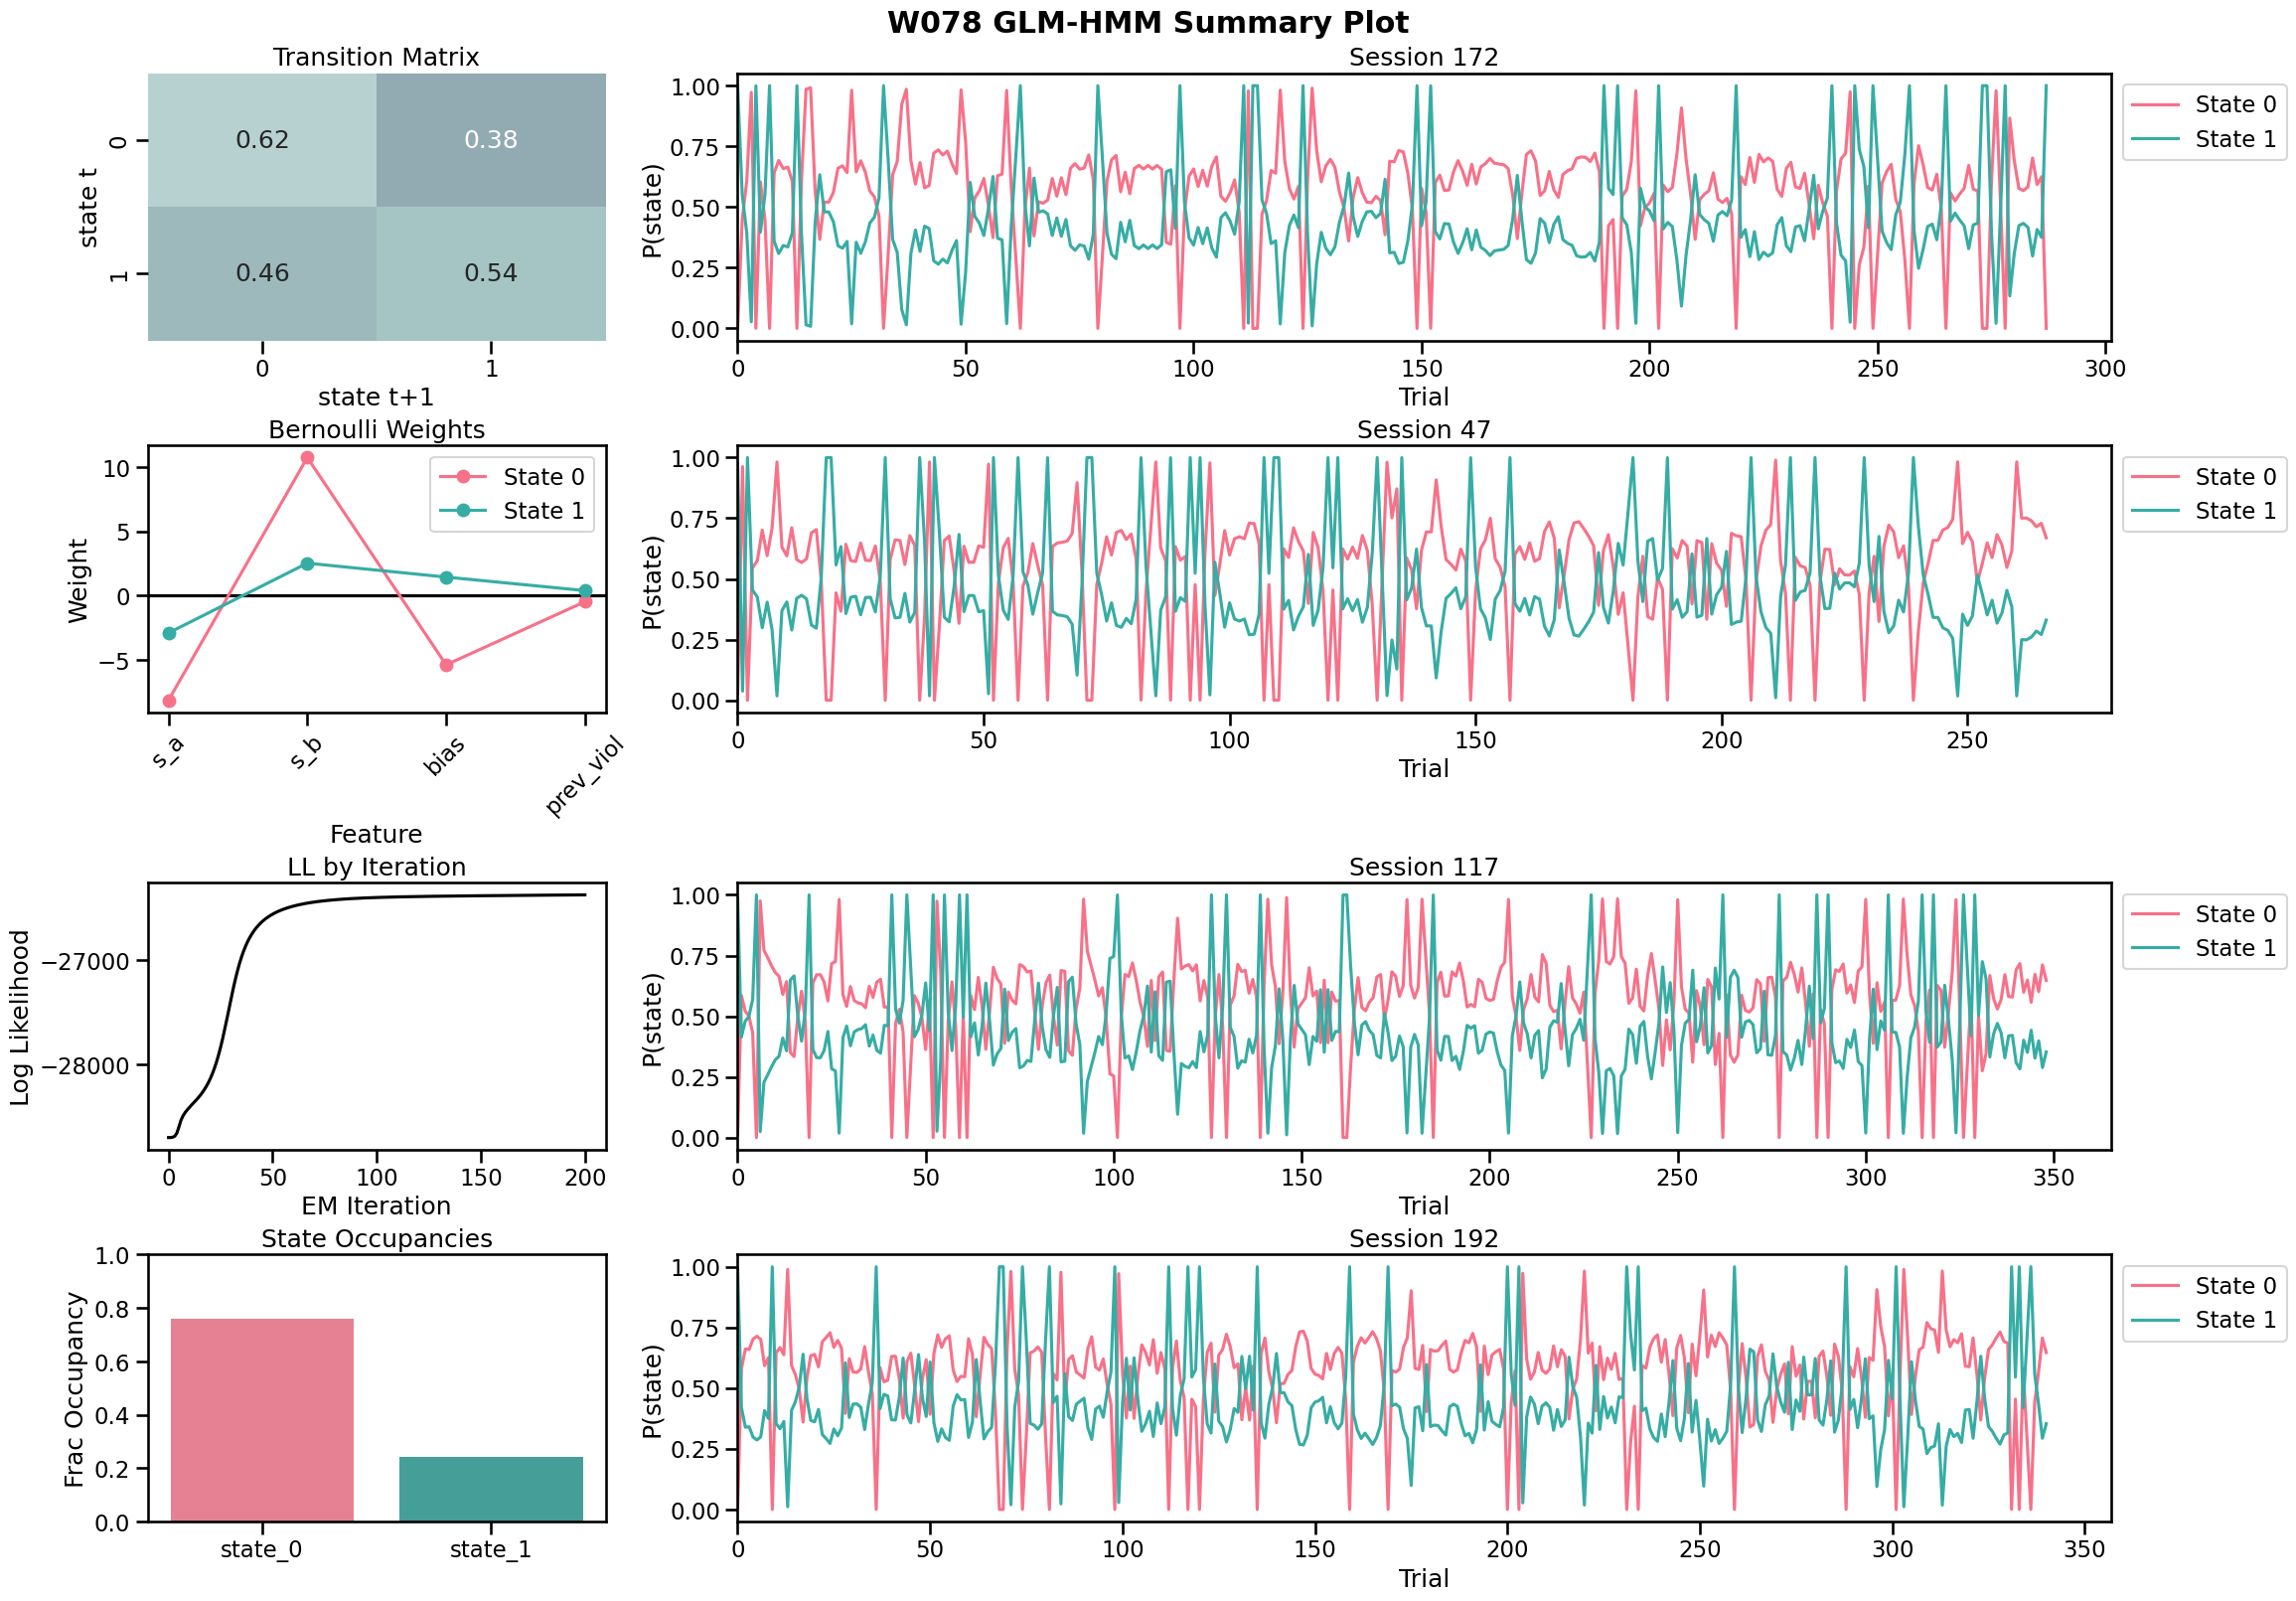 W078 GLM-HMM Summary Plot
Transition Matrix
state t
0
1
0.62 0.38
0.46 0.54
0 1
state t+1
Session 172
P(state)
1.00
0.75
0.50
0.25
0.00
0 50 100 150 200 250 300
Trial
State 0
State 1
Bernoulli Weights
Weight
10
5
0
−5
State 0
State 1
s_a s_b bias prev_viol
Feature
Session 47
P(state)
1.00
0.75
0.50
0.25
0.00
0 50 100 150 200 250
Trial
State 0
State 1
LL by Iteration
Log Likelihood
−27000
−28000
0 50 100 150 200
EM Iteration
Session 117
P(state)
1.00
0.75
0.50
0.25
0.00
0 50 100 150 200 250 300 350
Trial
State 0
State 1
State Occupancies
Frac Occupancy
1.0
0.8
0.6
0.4
0.2
0.0
state_0 state_1
Session 192
P(state)
1.00
0.75
0.50
0.25
0.00
0 50 100 150 200 250 300 350
Trial
State 0
State 1